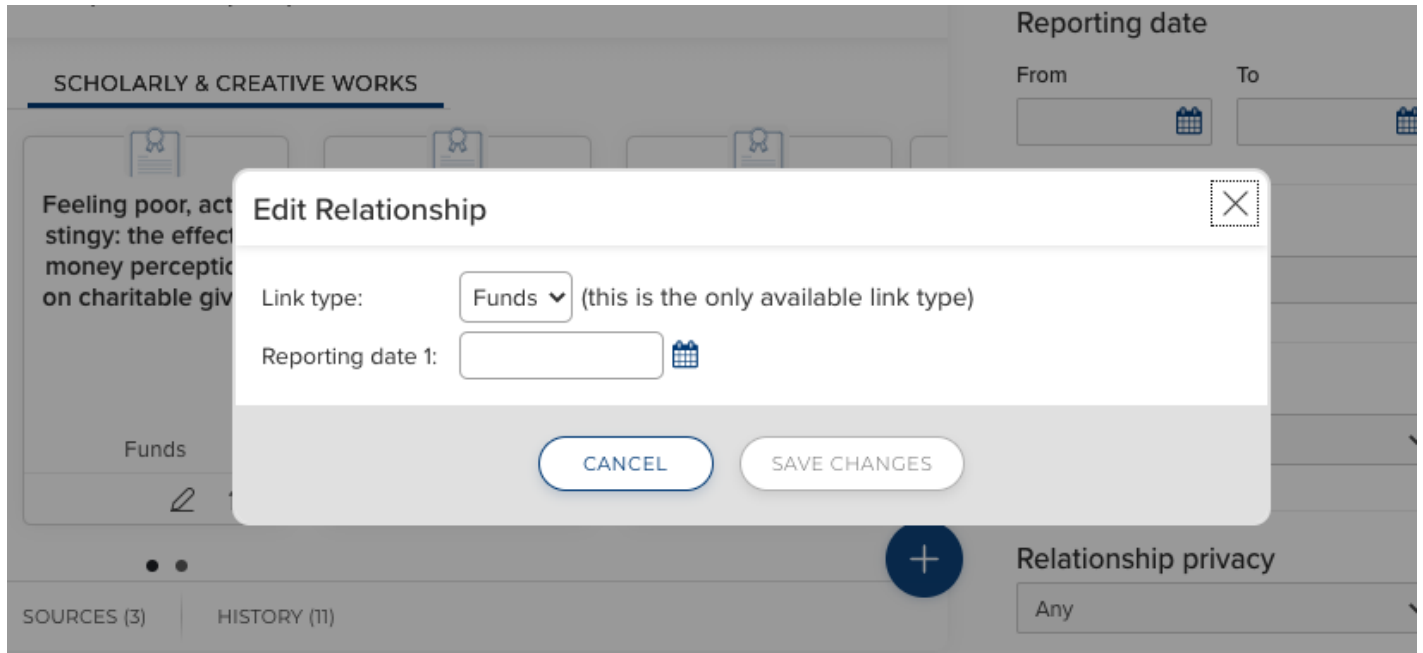 Reporting date
SCHOLARLY & CREATIVE WORKS
From
To
Feeling poor, act
stingy: the effect
money perceptic
on charitable giv
Funds
Edit Relationship
Link type:
Funds
(this is the only available link type)
Reporting date 1:
CANCEL
SAVE CHANGES
Relationship privacy
Any
SOURCES (3)
HISTORY (11)